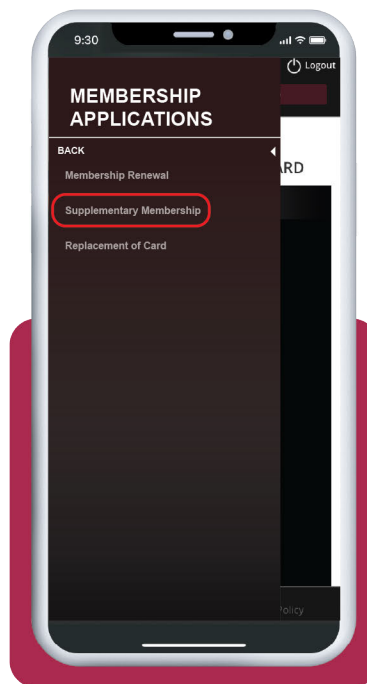 9:30
Logout
MEMBERSHIP
APPLICATIONS
BACK
Membership Renewal
Supplementary Membership
Replacement of Card
ARD
Policy